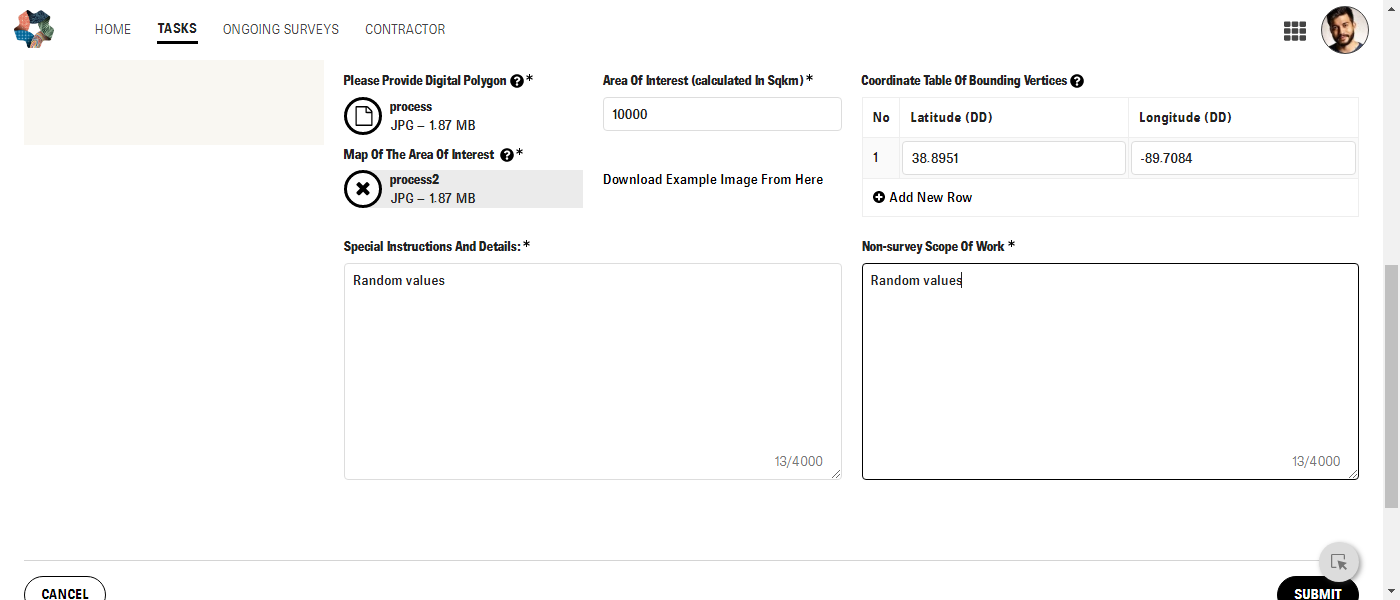 HOME TASKS ONGOING SURVEYS CONTRACTOR
Please Provide Digital Polygon ? *
process
JPG – 1.87 MB
Map Of The Area Of Interest ? *
process2
JPG – 1.87 MB
Area Of Interest (calculated In Sqkm) *
10000
Download Example Image From Here
Coordinate Table Of Bounding Vertices ?
No Latitude (DD) Longitude (DD)
1 38.8951 -89.7084
Add New Row
Special Instructions And Details: *
Random values
13/4000
Non-survey Scope Of Work *
Random values
13/4000
CANCEL
SUBMIT